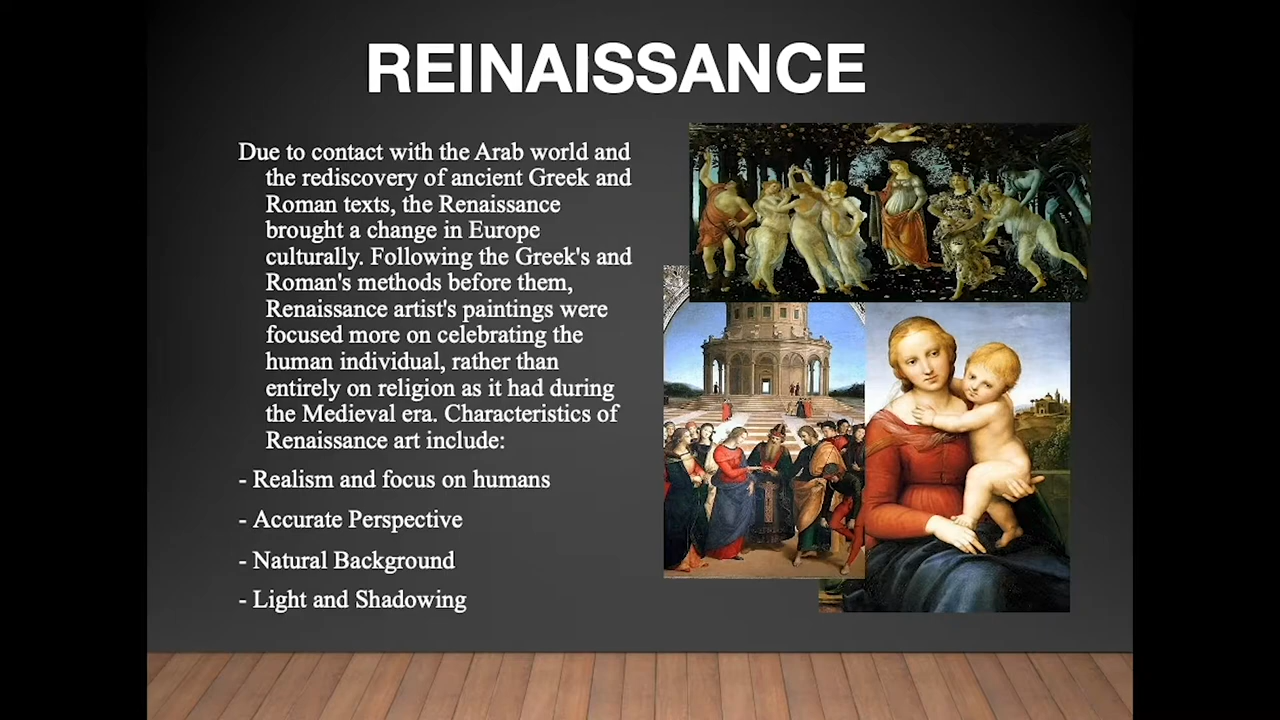 REINAISSANCE
Due to contact with the Arab world and
the rediscovery of ancient Greek and
Roman texts, the Renaissance
brought a change in Europe
culturally. Following the Greek's and
Roman's methods before them,
Renaissance artist's paintings were
focused more on celebrating the
human individual, rather than
entirely on religion as it had during
the Medieval era. Characteristics of
Renaissance art include:
- Realism and focus on humans
- Accurate Perspective
- Natural Background
- Light and Shadowing